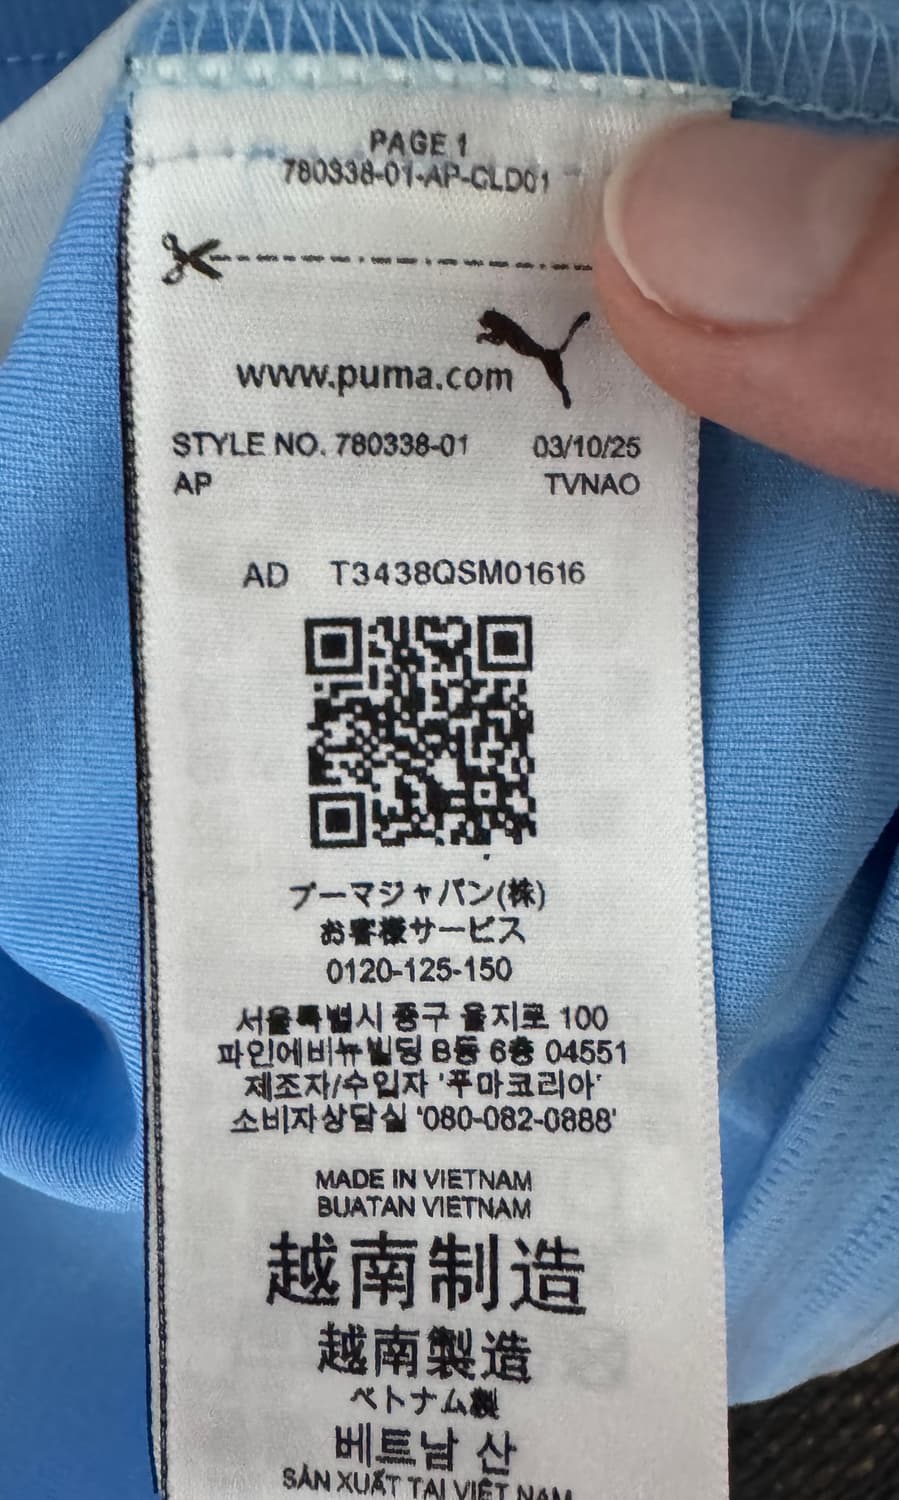 PAGE 1
780338-01-AP-CLD01
www.puma.com
STYLE NO. 780338-01 03/10/25
AP TVNAO
AD T3438QSM01616
プーマジャパン(株)
お客様サービス
0120-125-150
서울특별시 중구 을지로 100
파인에비뉴빌딩 B동 6층 04551
제조자/수입자 '푸마코리아'
소비자상담실 '080-082-0888'
MADE IN VIETNAM
BUATAN VIETNAM
越南制造
越南製造
ベトナム製
베트남 산
SẢN XUẤT TẠI VIỆT NAM